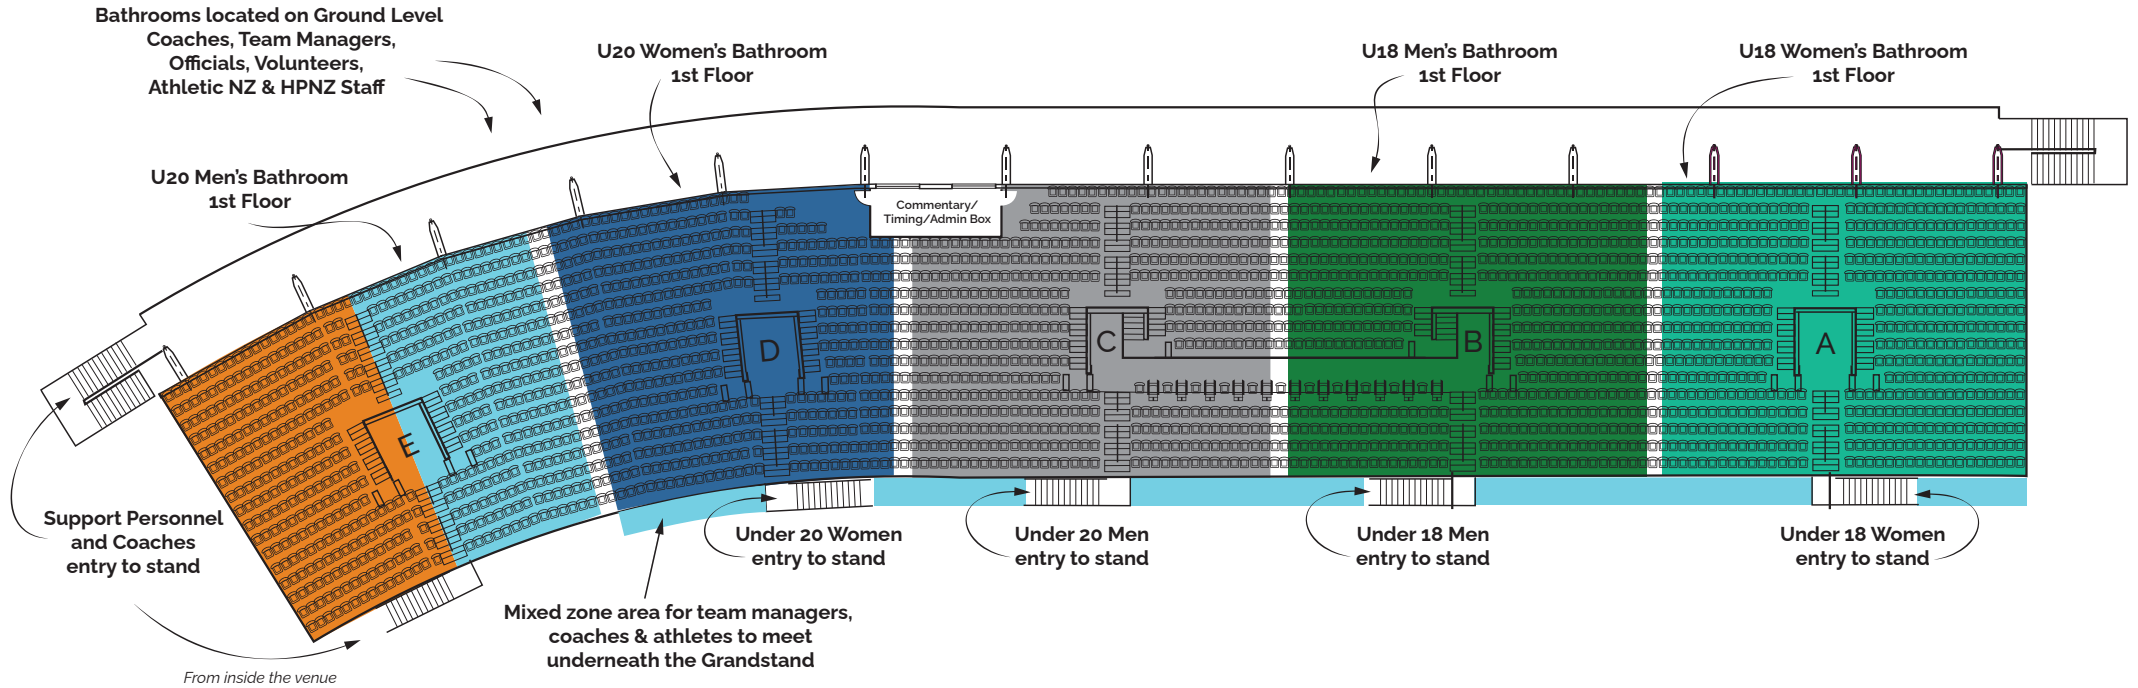 Bathrooms located on Ground Level
Coaches, Team Managers,
Officials, Volunteers,
Athletic NZ & HPNZ Staff
U20 Women's Bathroom
1st Floor
U18 Men's Bathroom
1st Floor
U18 Women's Bathroom
1st Floor
U20 Men's Bathroom
1st Floor
Commentary/
Timing/Admin Box
E
D
C
B
A
Support Personnel
and Coaches
entry to stand
Under 20 Women
entry to stand
Under 20 Men
entry to stand
Under 18 Men
entry to stand
Under 18 Women
entry to stand
Mixed zone area for team managers,
coaches & athletes to meet
underneath the Grandstand
From inside the venue